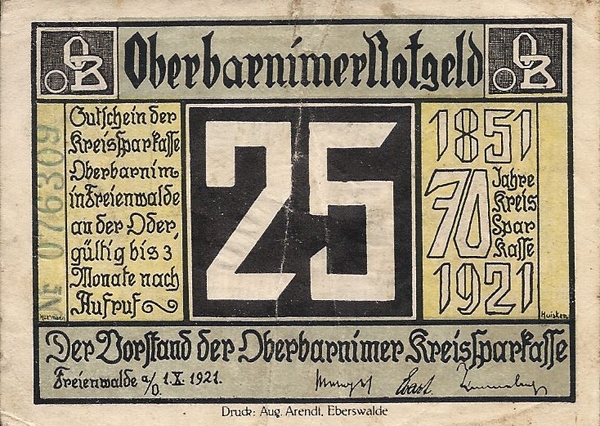 OB
Oberbarnimer Notgeld
OB
Nº 076309
Gutschein der
Kreissparkasse
Oberbarnim
in Freienwalde
an der Oder,
gültig bis 3
Monate nach
Aufruf
25
1851
70 Jahre
Kreis
Spar
Kasse
1921
Huisken
Der Vorstand der Oberbarnimer Kreissparkasse
Freienwalde a/O. 1.X.1921.
Druck: Aug. Arendt, Eberswalde